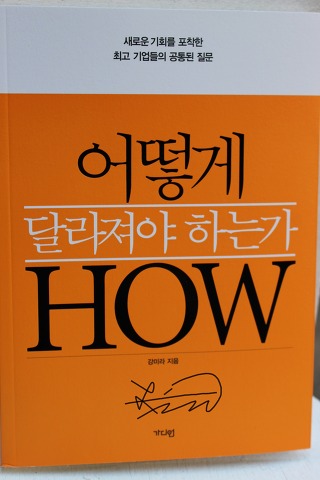 새로운 기회를 포착한
최고 기업들의 공통된 질문
어떻게
달라져야 하는가
HOW
강미라 지음
가디언